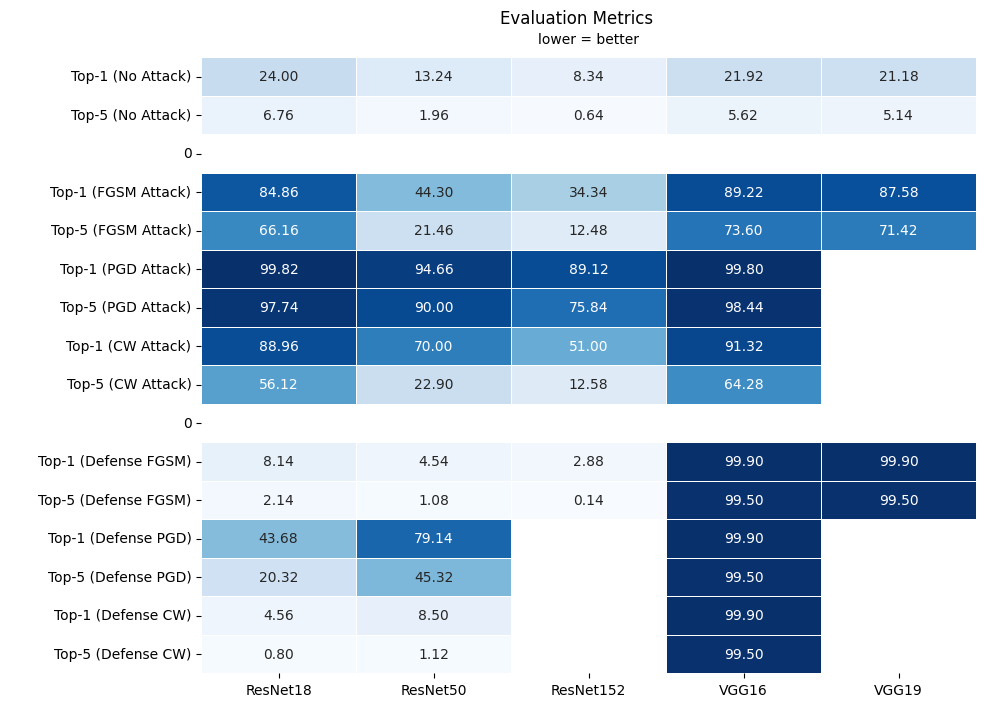 Evaluation Metrics
lower = better
Top-1 (No Attack) 24.00 13.24 8.34 21.92 21.18
Top-5 (No Attack) 6.76 1.96 0.64 5.62 5.14
0
Top-1 (FGSM Attack) 84.86 44.30 34.34 89.22 87.58
Top-5 (FGSM Attack) 66.16 21.46 12.48 73.60 71.42
Top-1 (PGD Attack) 99.82 94.66 89.12 99.80
Top-5 (PGD Attack) 97.74 90.00 75.84 98.44
Top-1 (CW Attack) 88.96 70.00 51.00 91.32
Top-5 (CW Attack) 56.12 22.90 12.58 64.28
0
Top-1 (Defense FGSM) 8.14 4.54 2.88 99.90 99.90
Top-5 (Defense FGSM) 2.14 1.08 0.14 99.50 99.50
Top-1 (Defense PGD) 43.68 79.14 99.90
Top-5 (Defense PGD) 20.32 45.32 99.50
Top-1 (Defense CW) 4.56 8.50 99.90
Top-5 (Defense CW) 0.80 1.12 99.50
ResNet18 ResNet50 ResNet152 VGG16 VGG19